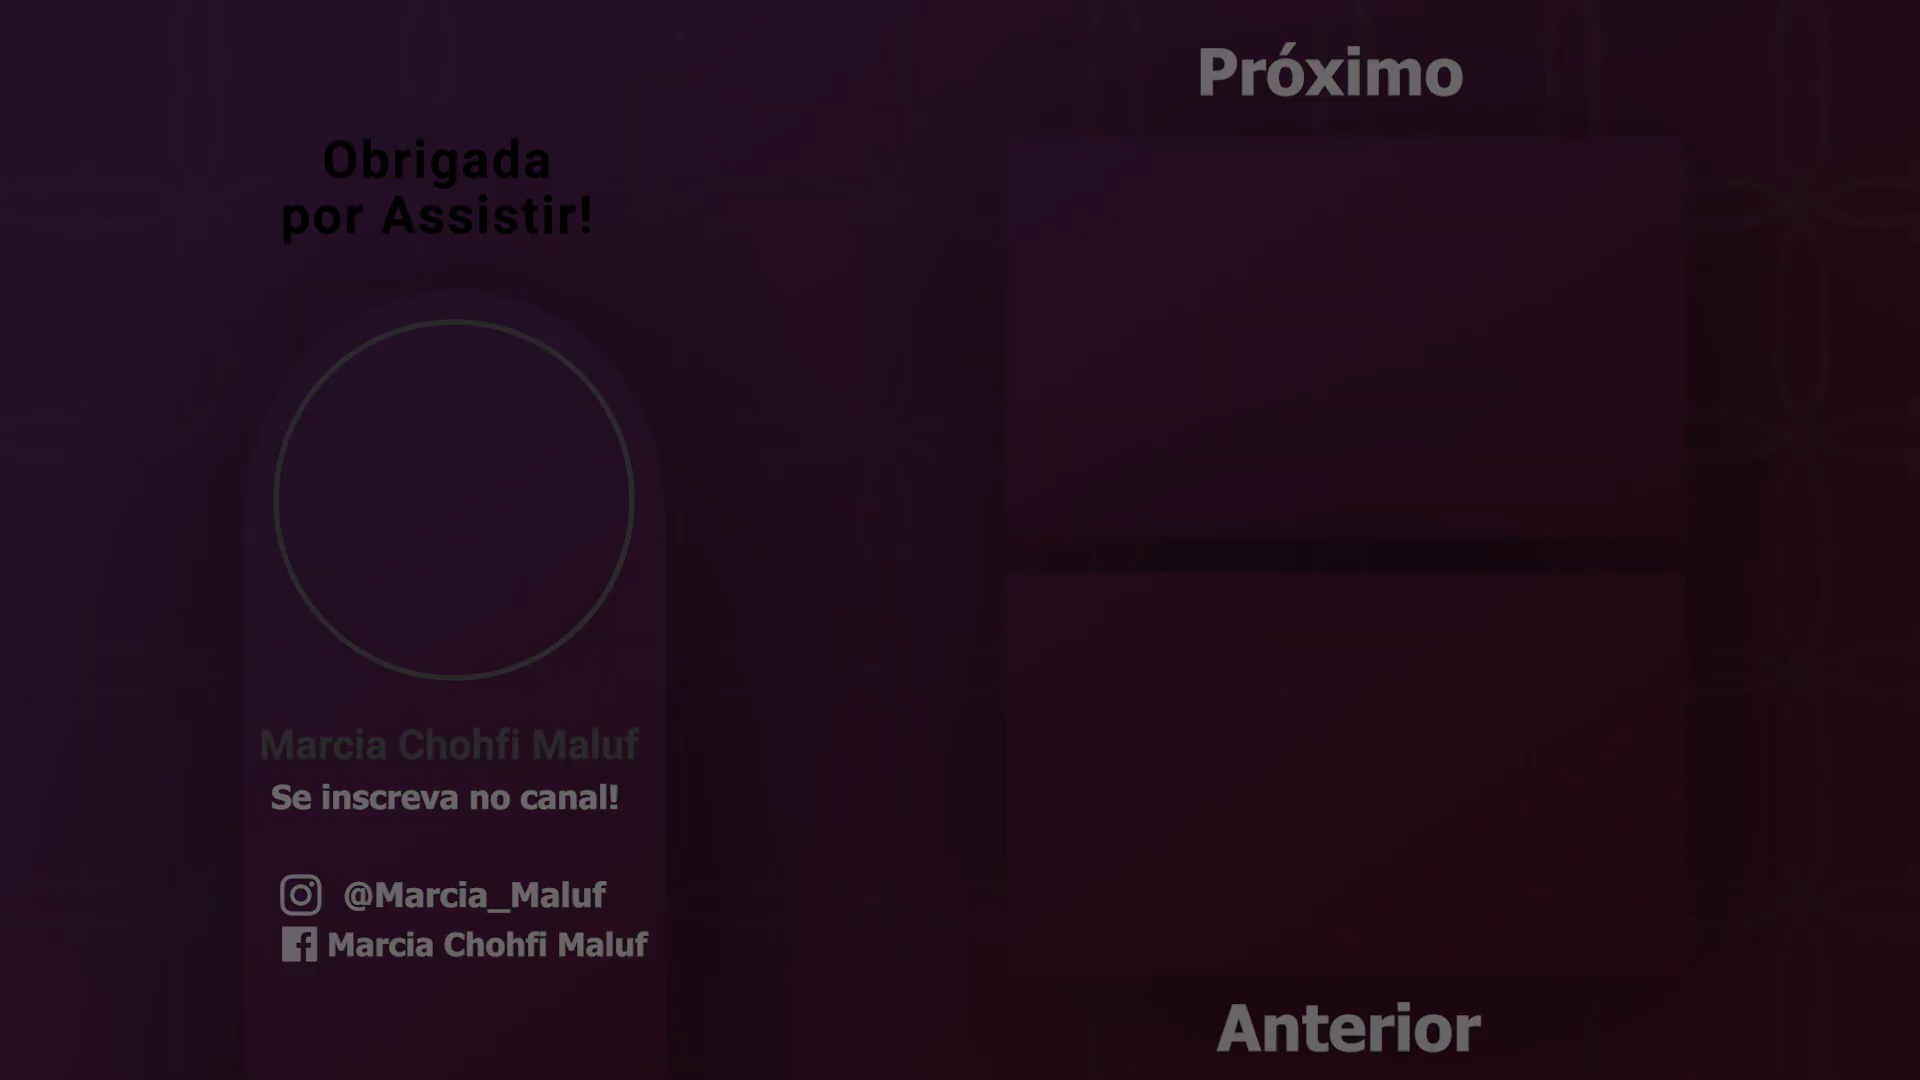 Obrigada
por Assistir!
Marcia Chohfi Maluf
Se inscreva no canal!
@Marcia_Maluf
Marcia Chohfi Maluf
Próximo
Anterior